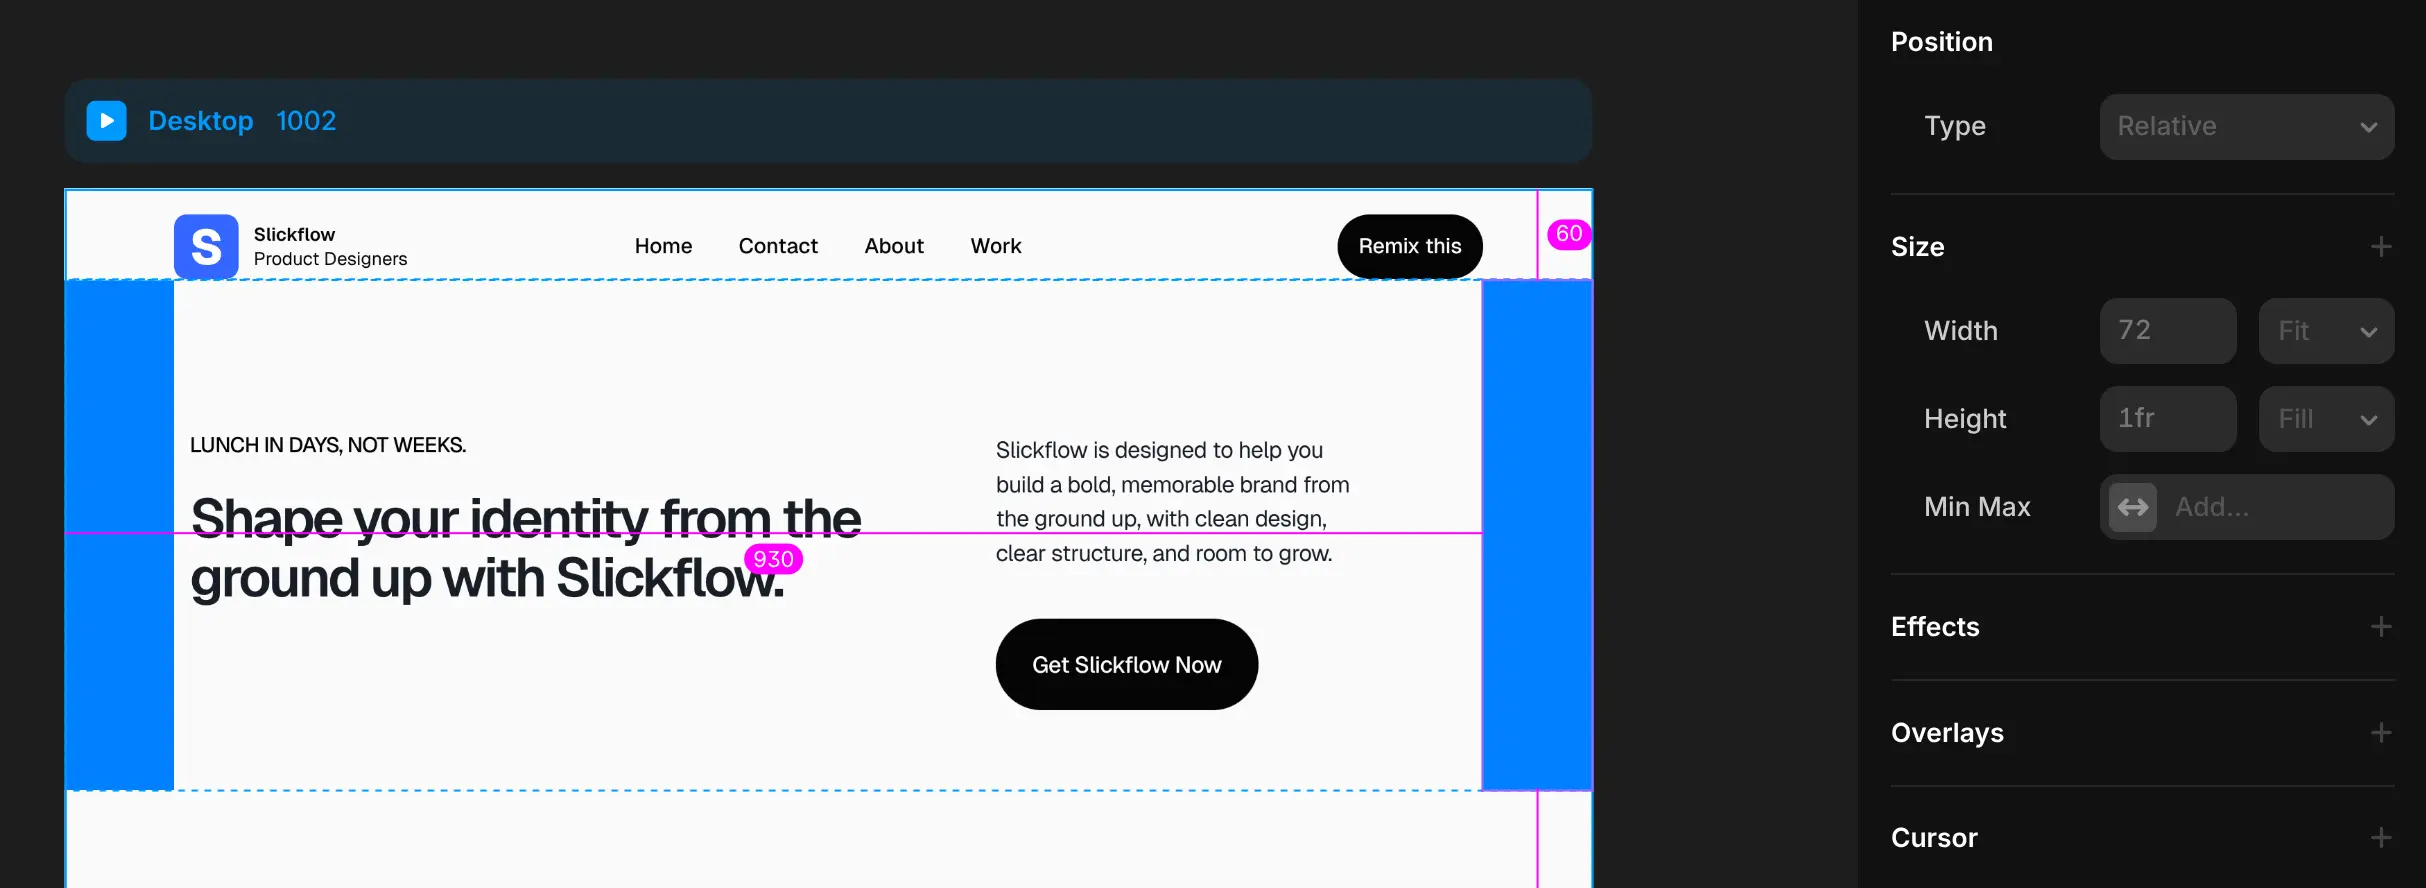 Desktop 1002
Slickflow
Product Designers
Home
Contact
About
Work
Remix this
60
LUNCH IN DAYS, NOT WEEKS.
Shape your identity from the
ground up with Slickflow.
930
Slickflow is designed to help you
build a bold, memorable brand from
the ground up, with clean design,
clear structure, and room to grow.
Get Slickflow Now
Position
Type
Relative
Size
Width
72
Fit
Height
1fr
Fill
Min Max
Add...
Effects
Overlays
Cursor